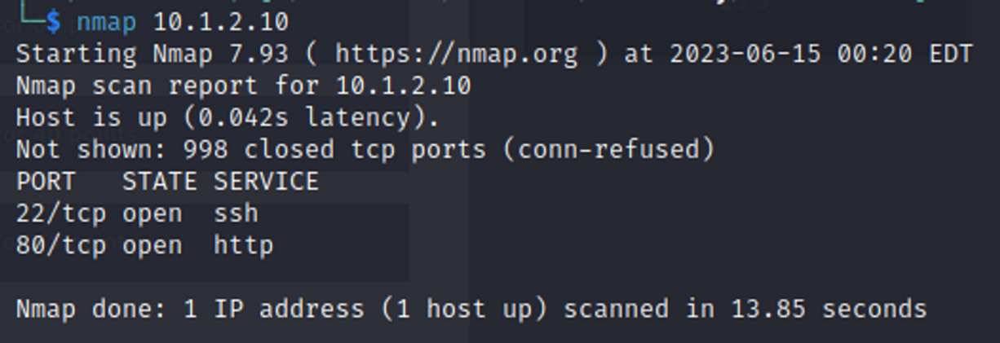 └─$ nmap 10.1.2.10
Starting Nmap 7.93 ( https://nmap.org ) at 2023-06-15 00:20 EDT
Nmap scan report for 10.1.2.10
Host is up (0.042s latency).
Not shown: 998 closed tcp ports (conn-refused)
PORT   STATE SERVICE
22/tcp open  ssh
80/tcp open  http
Nmap done: 1 IP address (1 host up) scanned in 13.85 seconds